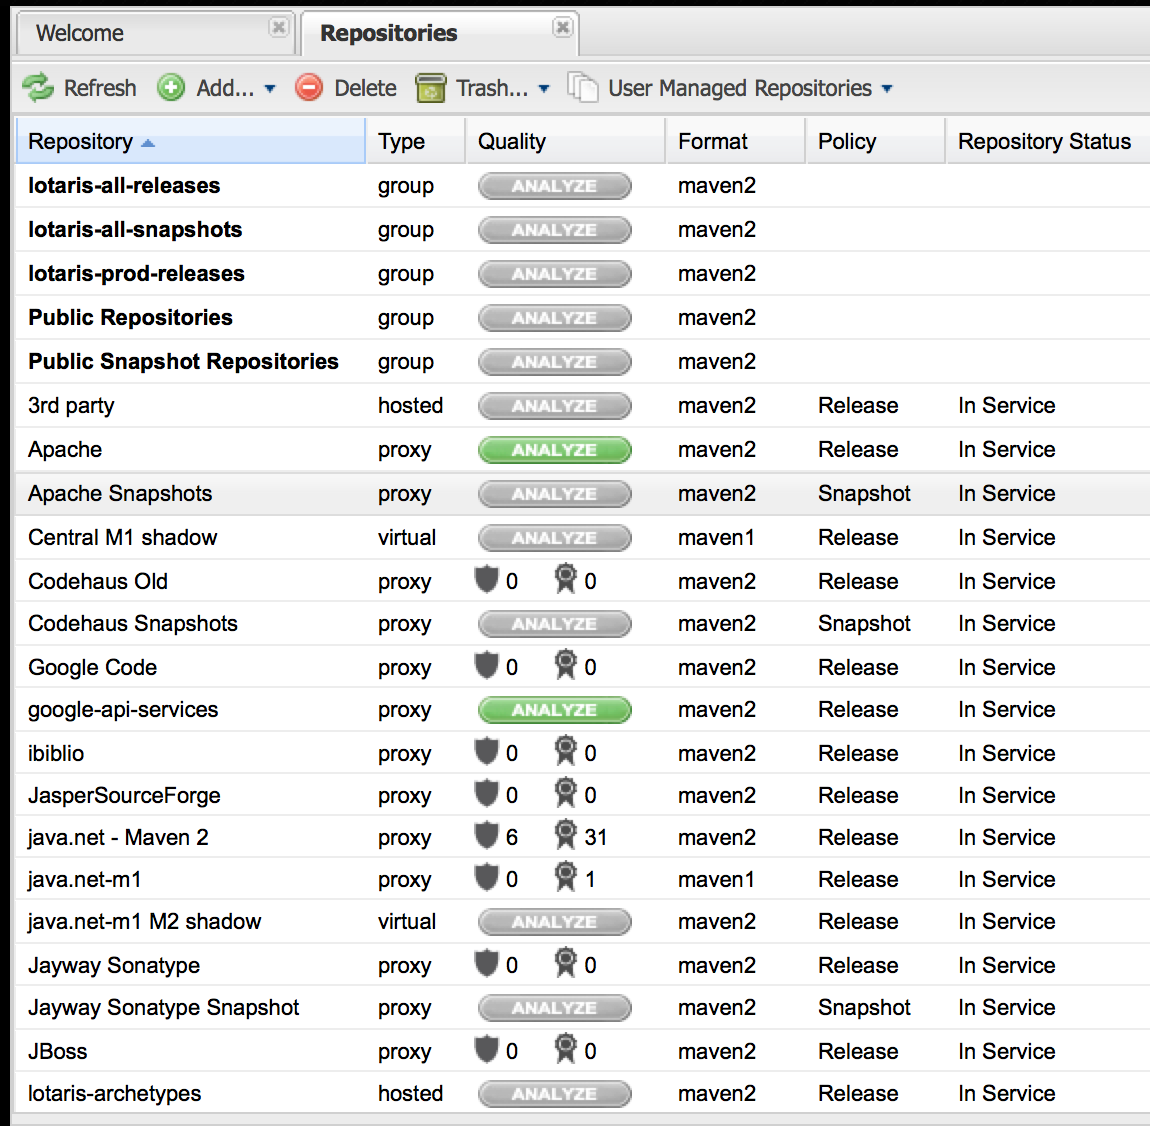 Welcome Repositories
Refresh Add... Delete Trash... User Managed Repositories
Repository Type Quality Format Policy Repository Status
lotaris-all-releases group ANALYZE maven2
lotaris-all-snapshots group ANALYZE maven2
lotaris-prod-releases group ANALYZE maven2
Public Repositories group ANALYZE maven2
Public Snapshot Repositories group ANALYZE maven2
3rd party hosted ANALYZE maven2 Release In Service
Apache proxy ANALYZE maven2 Release In Service
Apache Snapshots proxy ANALYZE maven2 Snapshot In Service
Central M1 shadow virtual ANALYZE maven1 Release In Service
Codehaus Old proxy 0 0 maven2 Release In Service
Codehaus Snapshots proxy ANALYZE maven2 Snapshot In Service
Google Code proxy 0 0 maven2 Release In Service
google-api-services proxy ANALYZE maven2 Release In Service
ibiblio proxy 0 0 maven2 Release In Service
JasperSourceForge proxy 0 0 maven2 Release In Service
java.net - Maven 2 proxy 6 31 maven2 Release In Service
java.net-m1 proxy 0 1 maven1 Release In Service
java.net-m1 M2 shadow virtual ANALYZE maven2 Release In Service
Jayway Sonatype proxy 0 0 maven2 Release In Service
Jayway Sonatype Snapshot proxy ANALYZE maven2 Snapshot In Service
JBoss proxy 0 0 maven2 Release In Service
lotaris-archetypes hosted ANALYZE maven2 Release In Service